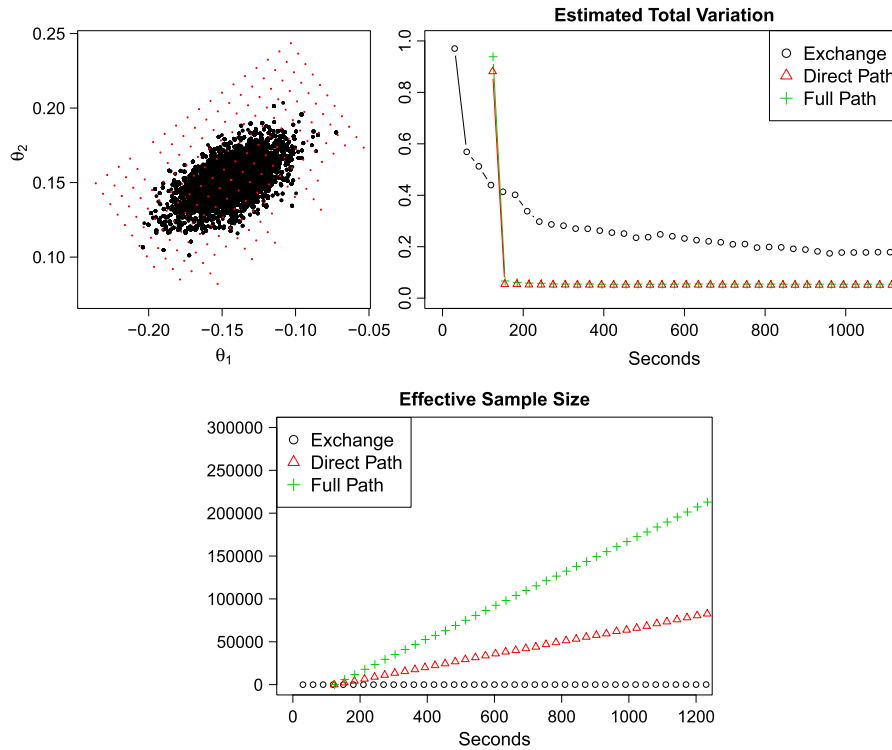 0.25
0.20
0.15
0.10
θ2
−0.20
−0.15
−0.10
−0.05
θ1
Estimated Total Variation
1.0
0.8
0.6
0.4
0.2
0.0
Exchange
Direct Path
Full Path
0
200
400
600
800
1000
Seconds
Effective Sample Size
300000
250000
200000
150000
100000
50000
0
Exchange
Direct Path
Full Path
0
200
400
600
800
1000
1200
Seconds